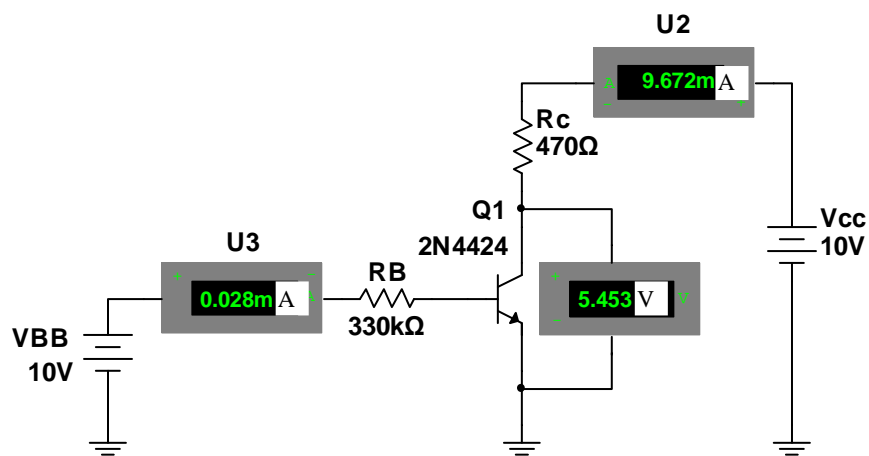 U2
A 9.672m A
− +
Rc
470Ω
Q1
2N4424
Vcc
10V
U3
+ −
0.028m A A
RB
330kΩ
+
5.453 V V
−
VBB
10V